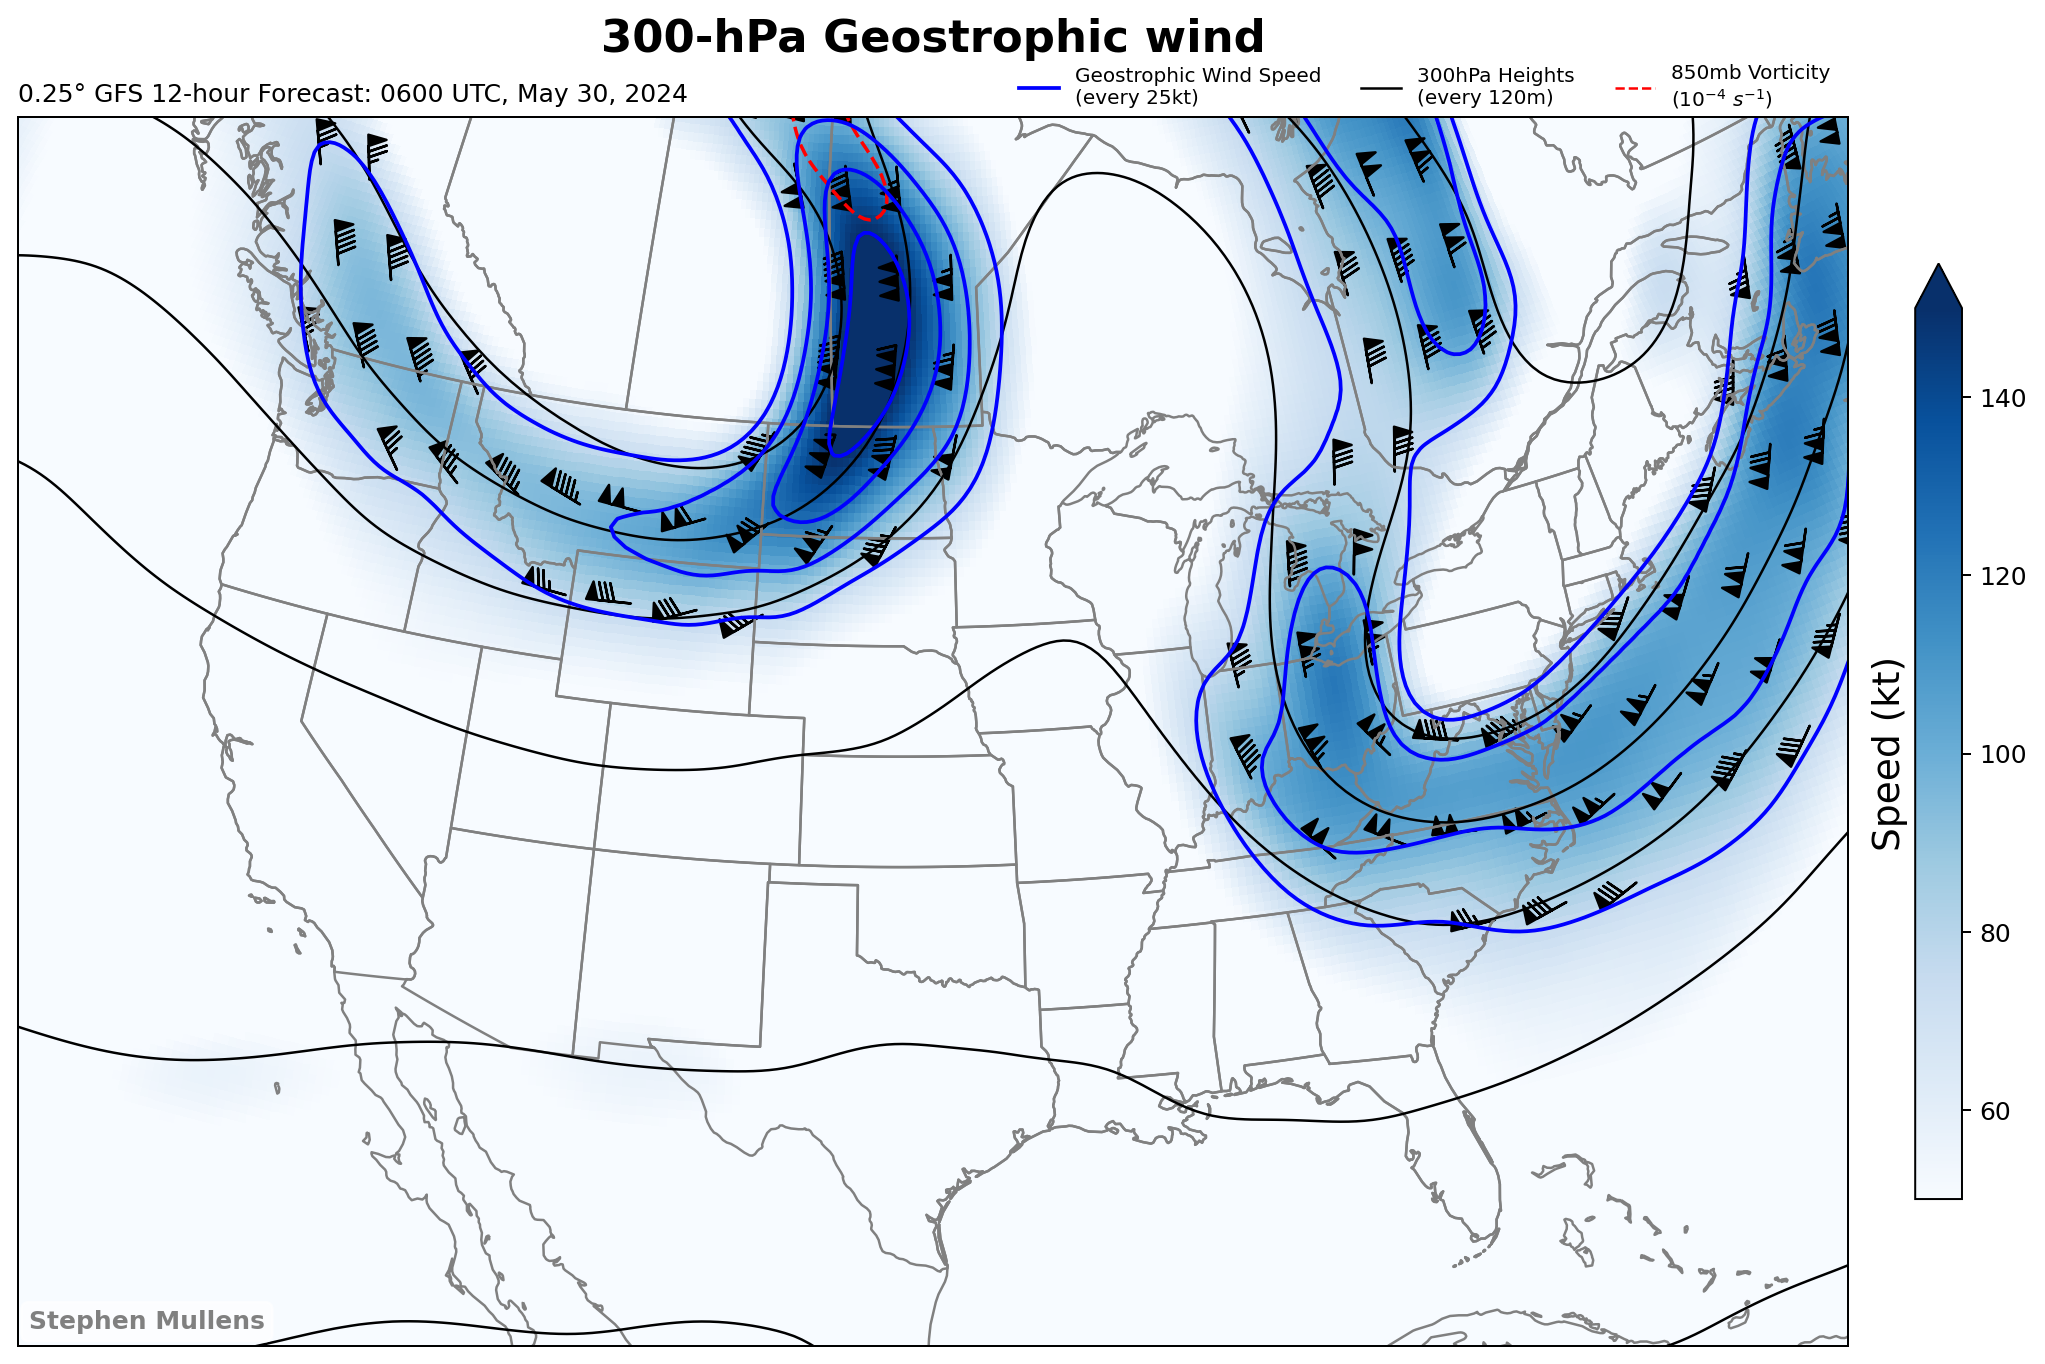 300-hPa Geostrophic wind
0.25° GFS 12-hour Forecast: 0600 UTC, May 30, 2024
Geostrophic Wind Speed
(every 25kt)
300hPa Heights
(every 120m)
850mb Vorticity
(10⁻⁴ s⁻¹)
140
120
100
80
60
Speed (kt)
Stephen Mullens